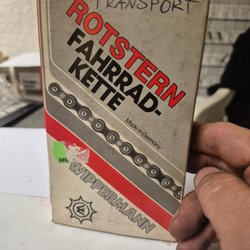 TRANSPORT
ROTSTERN
FAHRRAD-
KETTE
Made in Germany
WIPPERMANN